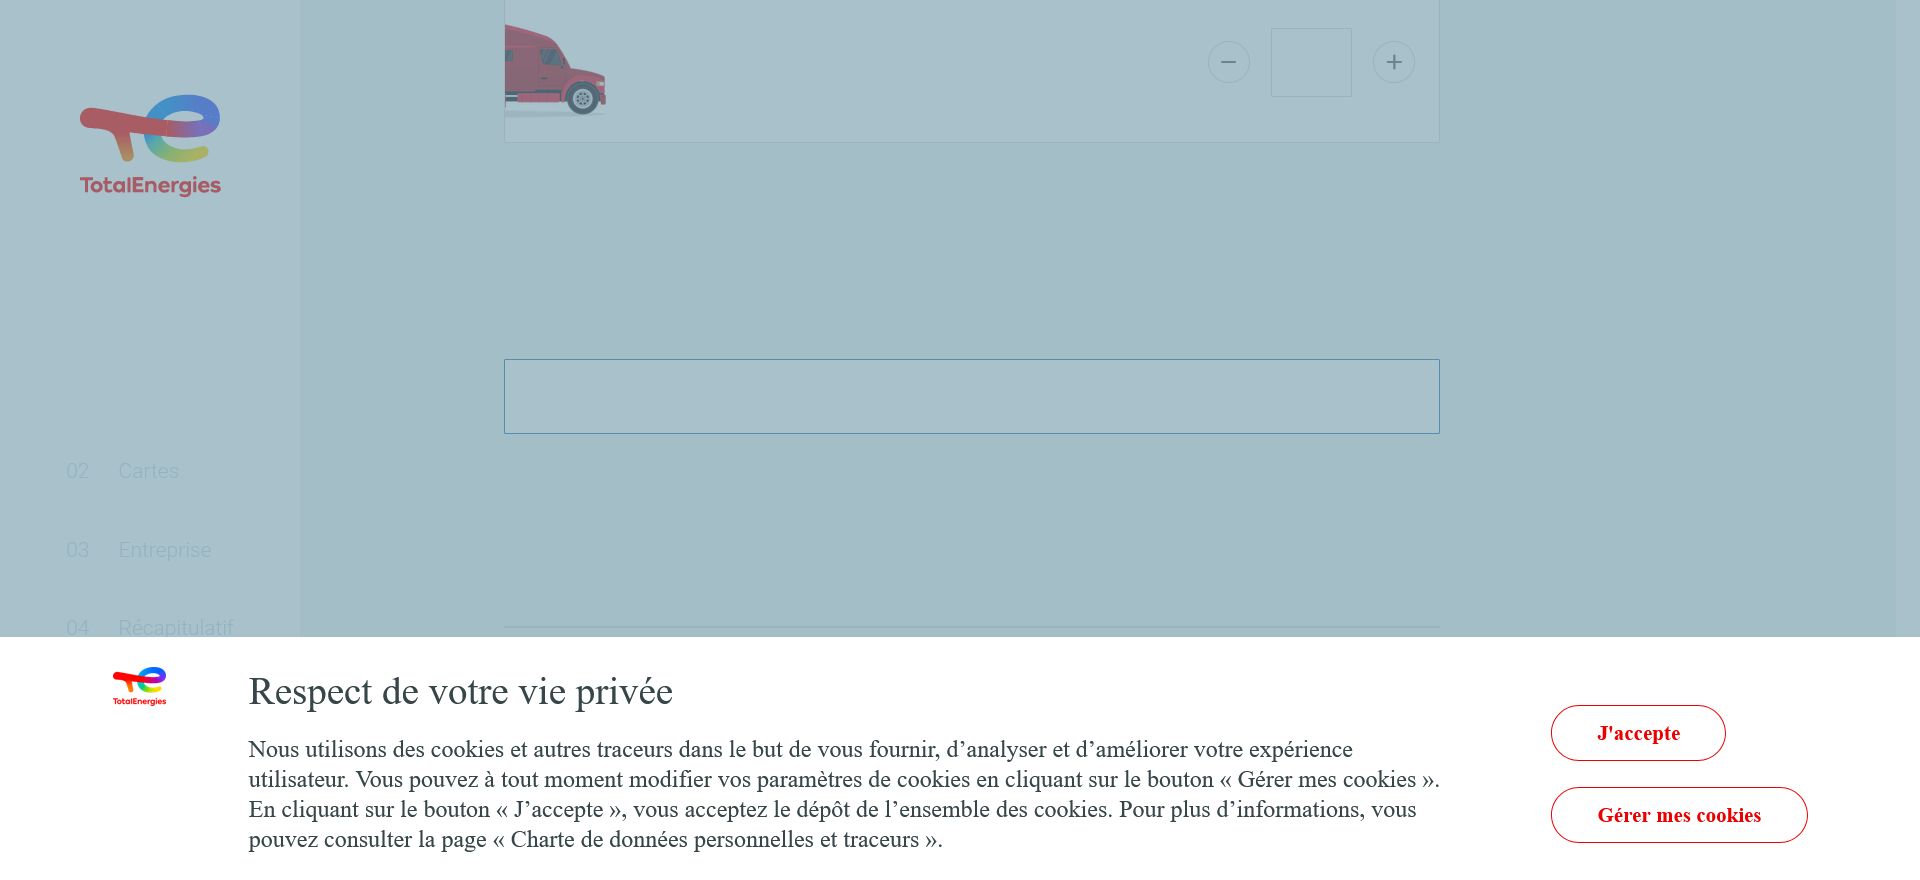 TotalEnergies
02 Cartes
03 Entreprise
04 Récapitulatif
TotalEnergies
Respect de votre vie privée
Nous utilisons des cookies et autres traceurs dans le but de vous fournir, d’analyser et d’améliorer votre expérience
utilisateur. Vous pouvez à tout moment modifier vos paramètres de cookies en cliquant sur le bouton « Gérer mes cookies ».
En cliquant sur le bouton « J’accepte », vous acceptez le dépôt de l’ensemble des cookies. Pour plus d’informations, vous
pouvez consulter la page « Charte de données personnelles et traceurs ».
J'accepte
Gérer mes cookies